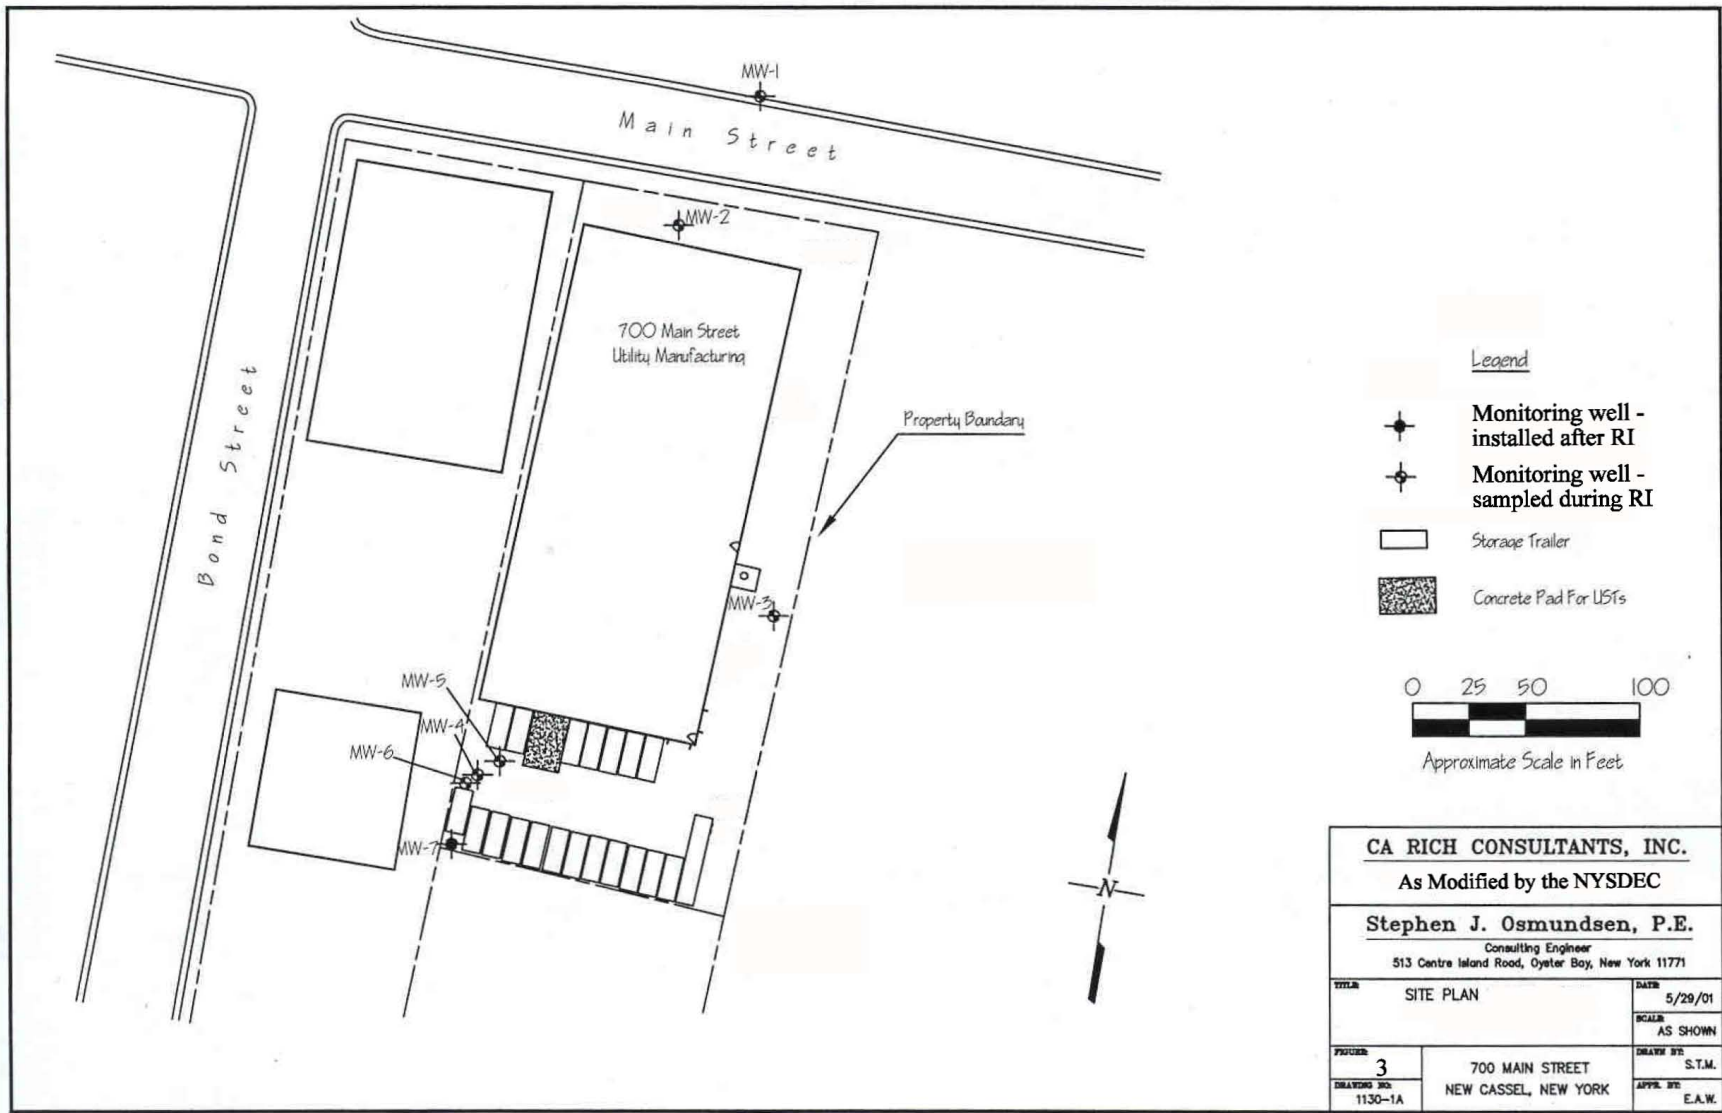 MW-1
Main Street
MW-2
700 Main Street
Utility Manufacturing
Bond Street
Property Boundary
MW-3
MW-5
MW-4
MW-6
MW-7
Legend
Monitoring well -
installed after RI
Monitoring well -
sampled during RI
Storage Trailer
Concrete Pad For USTs
0 25 50 100
Approximate Scale in Feet
N
CA RICH CONSULTANTS, INC.
As Modified by the NYSDEC
Stephen J. Osmundsen, P.E.
Consulting Engineer
513 Centre Island Road, Oyster Bay, New York 11771
TITLE:
SITE PLAN
DATE:
5/29/01
SCALE:
AS SHOWN
FIGURE:
3
DRAWING NO:
1130-1A
700 MAIN STREET
NEW CASSEL, NEW YORK
DRAWN BY:
S.T.M.
APPR. BY:
E.A.W.